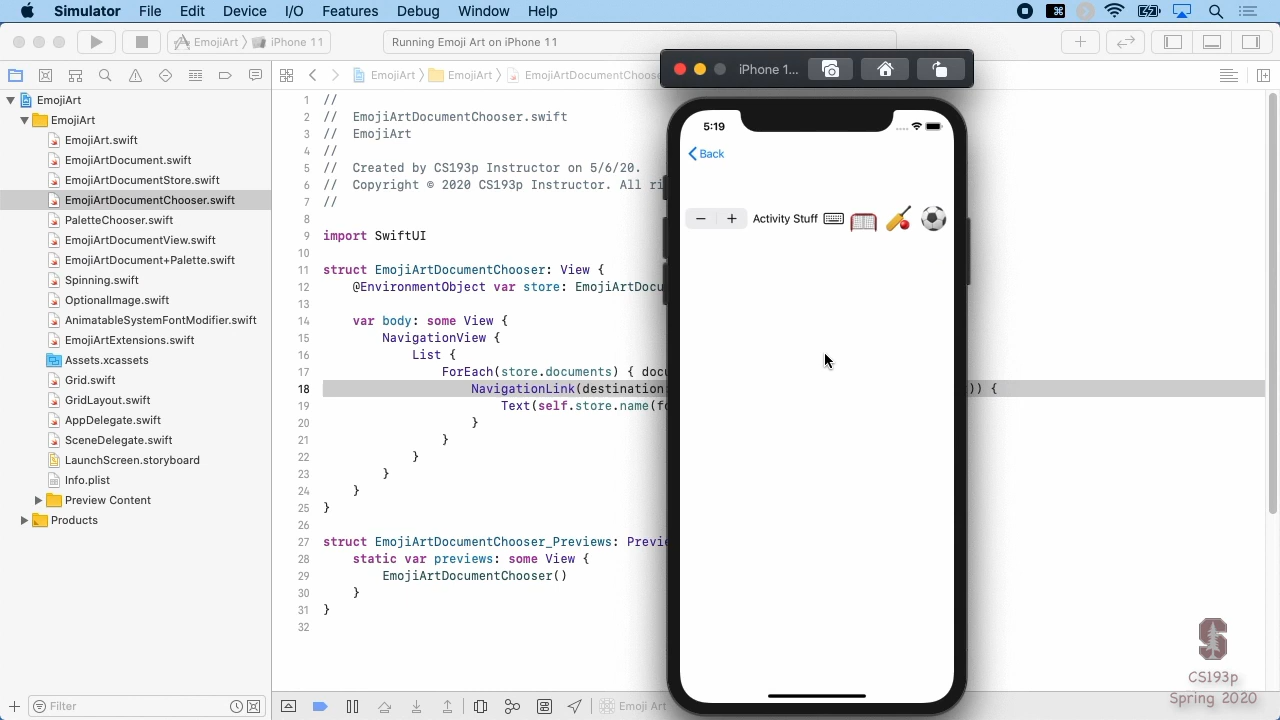 Simulator File Edit Device I/O Features Debug Window Help
EmojiArt iPhone 11
Running Emoji Art on iPhone 11
iPhone 1...
EmojiArt EmojiArt EmojiArtDocumentChoose
EmojiArt
EmojiArt
EmojiArt.swift
EmojiArtDocument.swift
EmojiArtDocumentStore.swift
EmojiArtDocumentChooser.swift
PaletteChooser.swift
EmojiArtDocumentView.swift
EmojiArtDocument+Palette.swift
Spinning.swift
OptionalImage.swift
AnimatableSystemFontModifier.swift
EmojiArtExtensions.swift
Assets.xcassets
Grid.swift
GridLayout.swift
AppDelegate.swift
SceneDelegate.swift
LaunchScreen.storyboard
Info.plist
Preview Content
Products
Filter
1 //
2 // EmojiArtDocumentChooser.swift
3 // EmojiArt
4 //
5 // Created by CS193p Instructor on 5/6/20.
6 // Copyright © 2020 CS193p Instructor. All ri
7 //
8
9 import SwiftUI
10
11 struct EmojiArtDocumentChooser: View {
12 @EnvironmentObject var store: EmojiArtDocu
13
14 var body: some View {
15 NavigationView {
16 List {
17 ForEach(store.documents) { docu
18 NavigationLink(destination: )) {
19 Text(self.store.name(fo
20 }
21 }
22 }
23 }
24 }
25 }
26
27 struct EmojiArtDocumentChooser_Previews: Previe
28 static var previews: some View {
29 EmojiArtDocumentChooser()
30 }
31 }
32
Emoji Art
5:19
Back
− + Activity Stuff
CS193p
Spring 2020